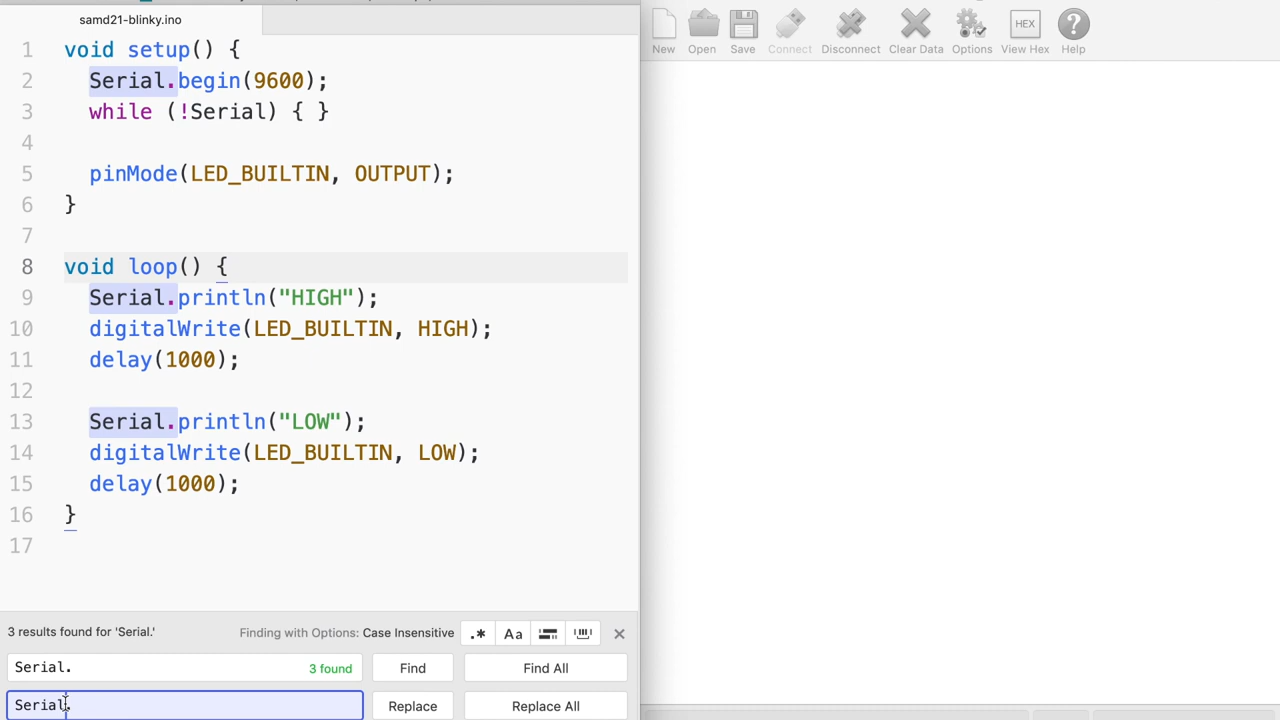 samd21-blinky.ino
New Open Save Connect Disconnect Clear Data Options View Hex Help
HEX
1 void setup() {
2 Serial.begin(9600);
3 while (!Serial) { }
4
5 pinMode(LED_BUILTIN, OUTPUT);
6 }
7
8 void loop() {
9 Serial.println("HIGH");
10 digitalWrite(LED_BUILTIN, HIGH);
11 delay(1000);
12
13 Serial.println("LOW");
14 digitalWrite(LED_BUILTIN, LOW);
15 delay(1000);
16 }
17
3 results found for 'Serial.' Finding with Options: Case Insensitive .* Aa
Serial. 3 found Find Find All
Serial. Replace Replace All